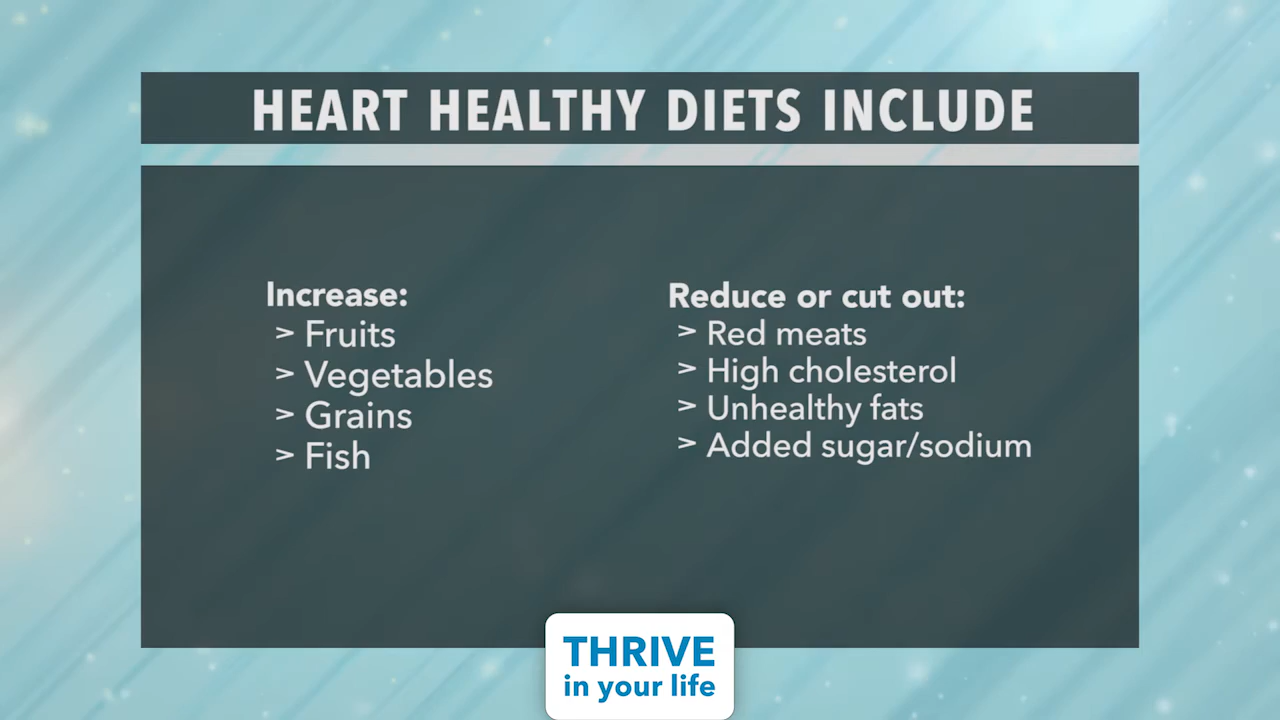 HEART HEALTHY DIETS INCLUDE
Increase:
> Fruits
> Vegetables
> Grains
> Fish
Reduce or cut out:
> Red meats
> High cholesterol
> Unhealthy fats
> Added sugar/sodium
THRIVE
in your life